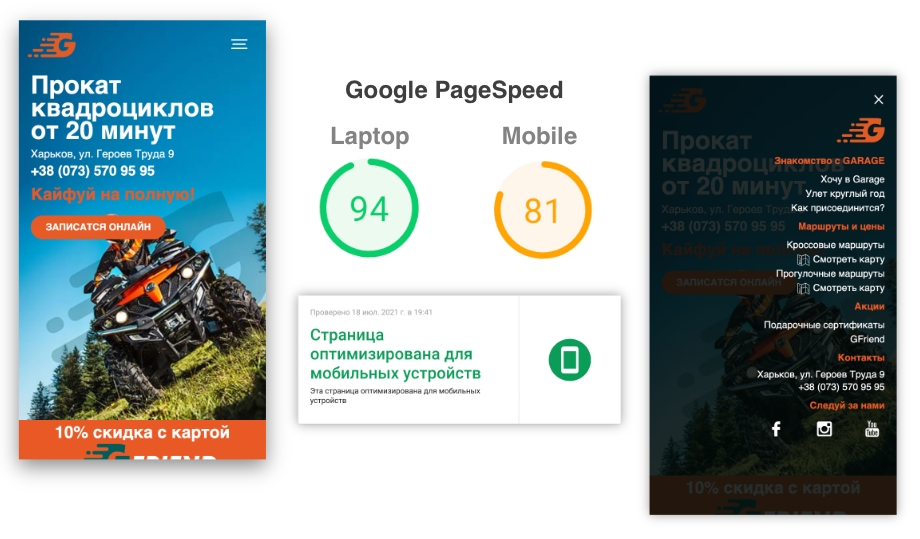 G
Прокат
квадроциклов
от 20 минут
Харьков, ул. Героев Труда 9
+38 (073) 570 95 95
Кайфуй на полную!
ЗАПИСАТСЯ ОНЛАЙН
10% скидка с картой
Google PageSpeed
Laptop
Mobile
94
81
Проверено 18 июл. 2021 г. в 19:41
Страница
оптимизирована для
мобильных устройств
Эта страница оптимизирована для мобильных
устройств
G
Прокат
квадроциклов
от 20 минут
Харьков, ул. Героев Труда 9
+38 (073) 570 95 95
Кайфуй на полную!
ЗАПИСАТСЯ ОНЛАЙН
G
Знакомство с GARAGE
Хочу в Garage
Улет круглый год
Как присоединится?
Маршруты и цены
Кроссовые маршруты
Смотреть карту
Прогулочные маршруты
Смотреть карту
Акции
Подарочные сертификаты
GFriend
Контакты
Харьков, ул. Героев Труда 9
+38 (073) 570 95 95
Следуй за нами
You
Tube
10% скидка с картой